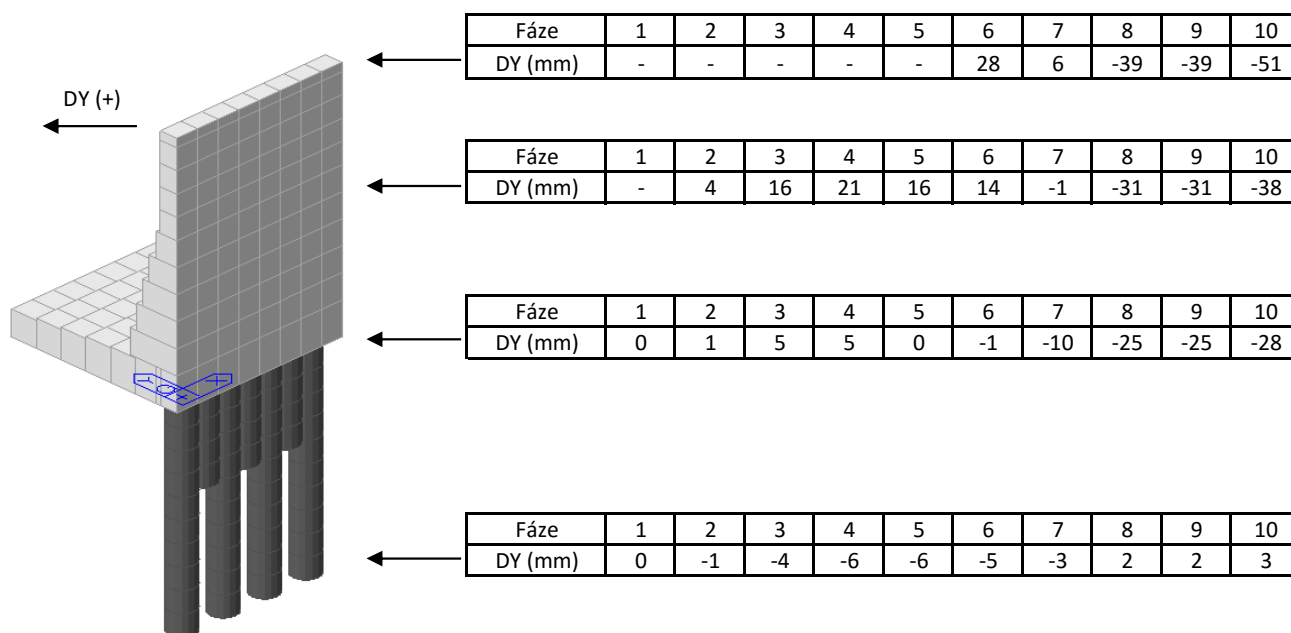 Fáze 1 2 3 4 5 6 7 8 9 10
DY (mm) - - - - - 28 6 -39 -39 -51
DY (+)
Fáze 1 2 3 4 5 6 7 8 9 10
DY (mm) - 4 16 21 16 14 -1 -31 -31 -38
Fáze 1 2 3 4 5 6 7 8 9 10
DY (mm) 0 1 5 5 0 -1 -10 -25 -25 -28
Y X
Fáze 1 2 3 4 5 6 7 8 9 10
DY (mm) 0 -1 -4 -6 -6 -5 -3 2 2 3